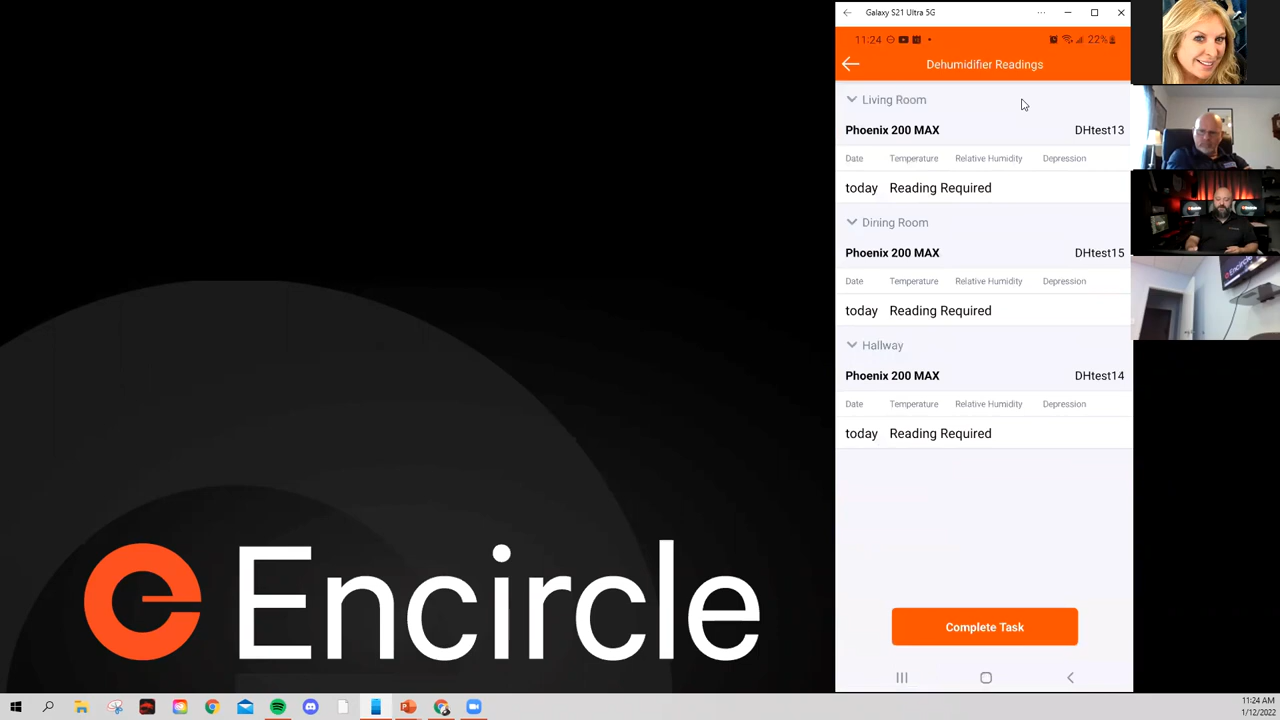 Galaxy S21 Ultra 5G
11:24
22%
Dehumidifier Readings
Living Room
Phoenix 200 MAX DHtest13
Date Temperature Relative Humidity Depression
today Reading Required
Dining Room
Phoenix 200 MAX DHtest15
Date Temperature Relative Humidity Depression
today Reading Required
Hallway
Phoenix 200 MAX DHtest14
Date Temperature Relative Humidity Depression
today Reading Required
Complete Task
Encircle
11:24 AM
1/12/2022